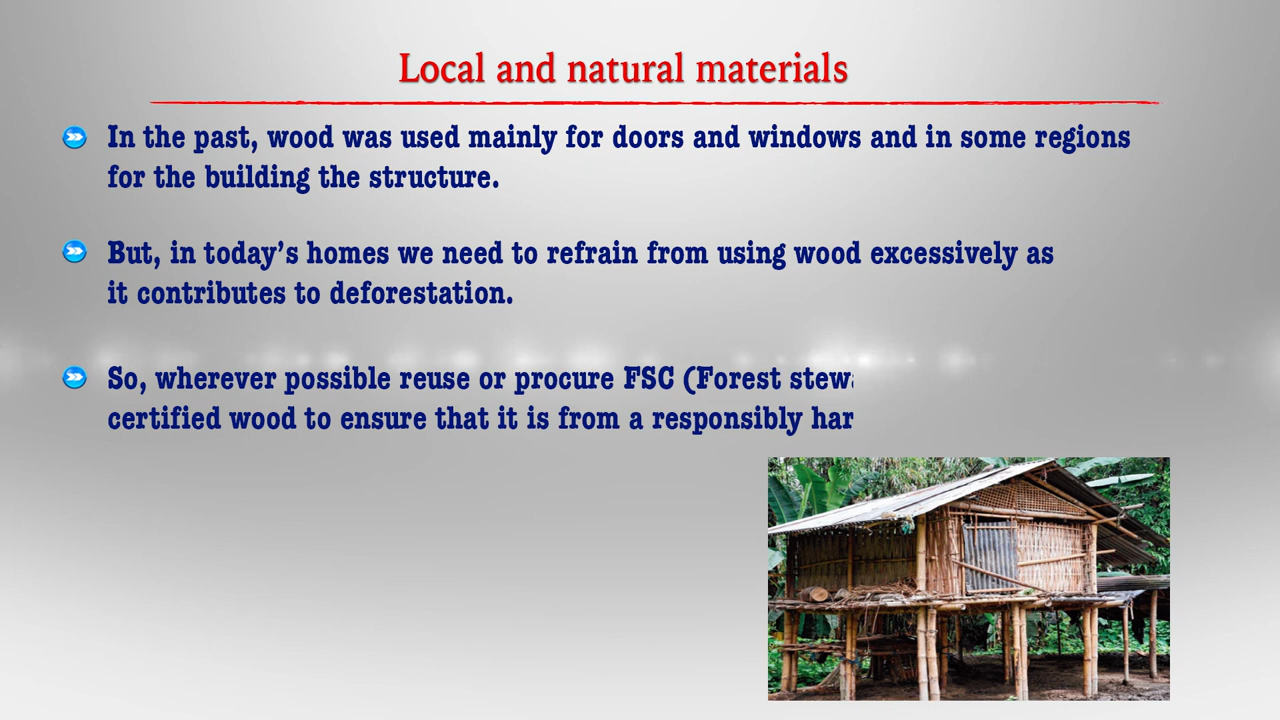 Local and natural materials
In the past, wood was used mainly for doors and windows and in some regions
for the building the structure.
But, in today's homes we need to refrain from using wood excessively as
it contributes to deforestation.
So, wherever possible reuse or procure FSC (Forest
certified wood to ensure that it is from a responsibly